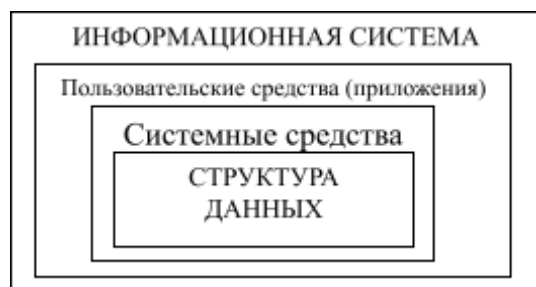 ИНФОРМАЦИОННАЯ СИСТЕМА
Пользовательские средства (приложения)
Системные средства
СТРУКТУРА
ДАННЫХ